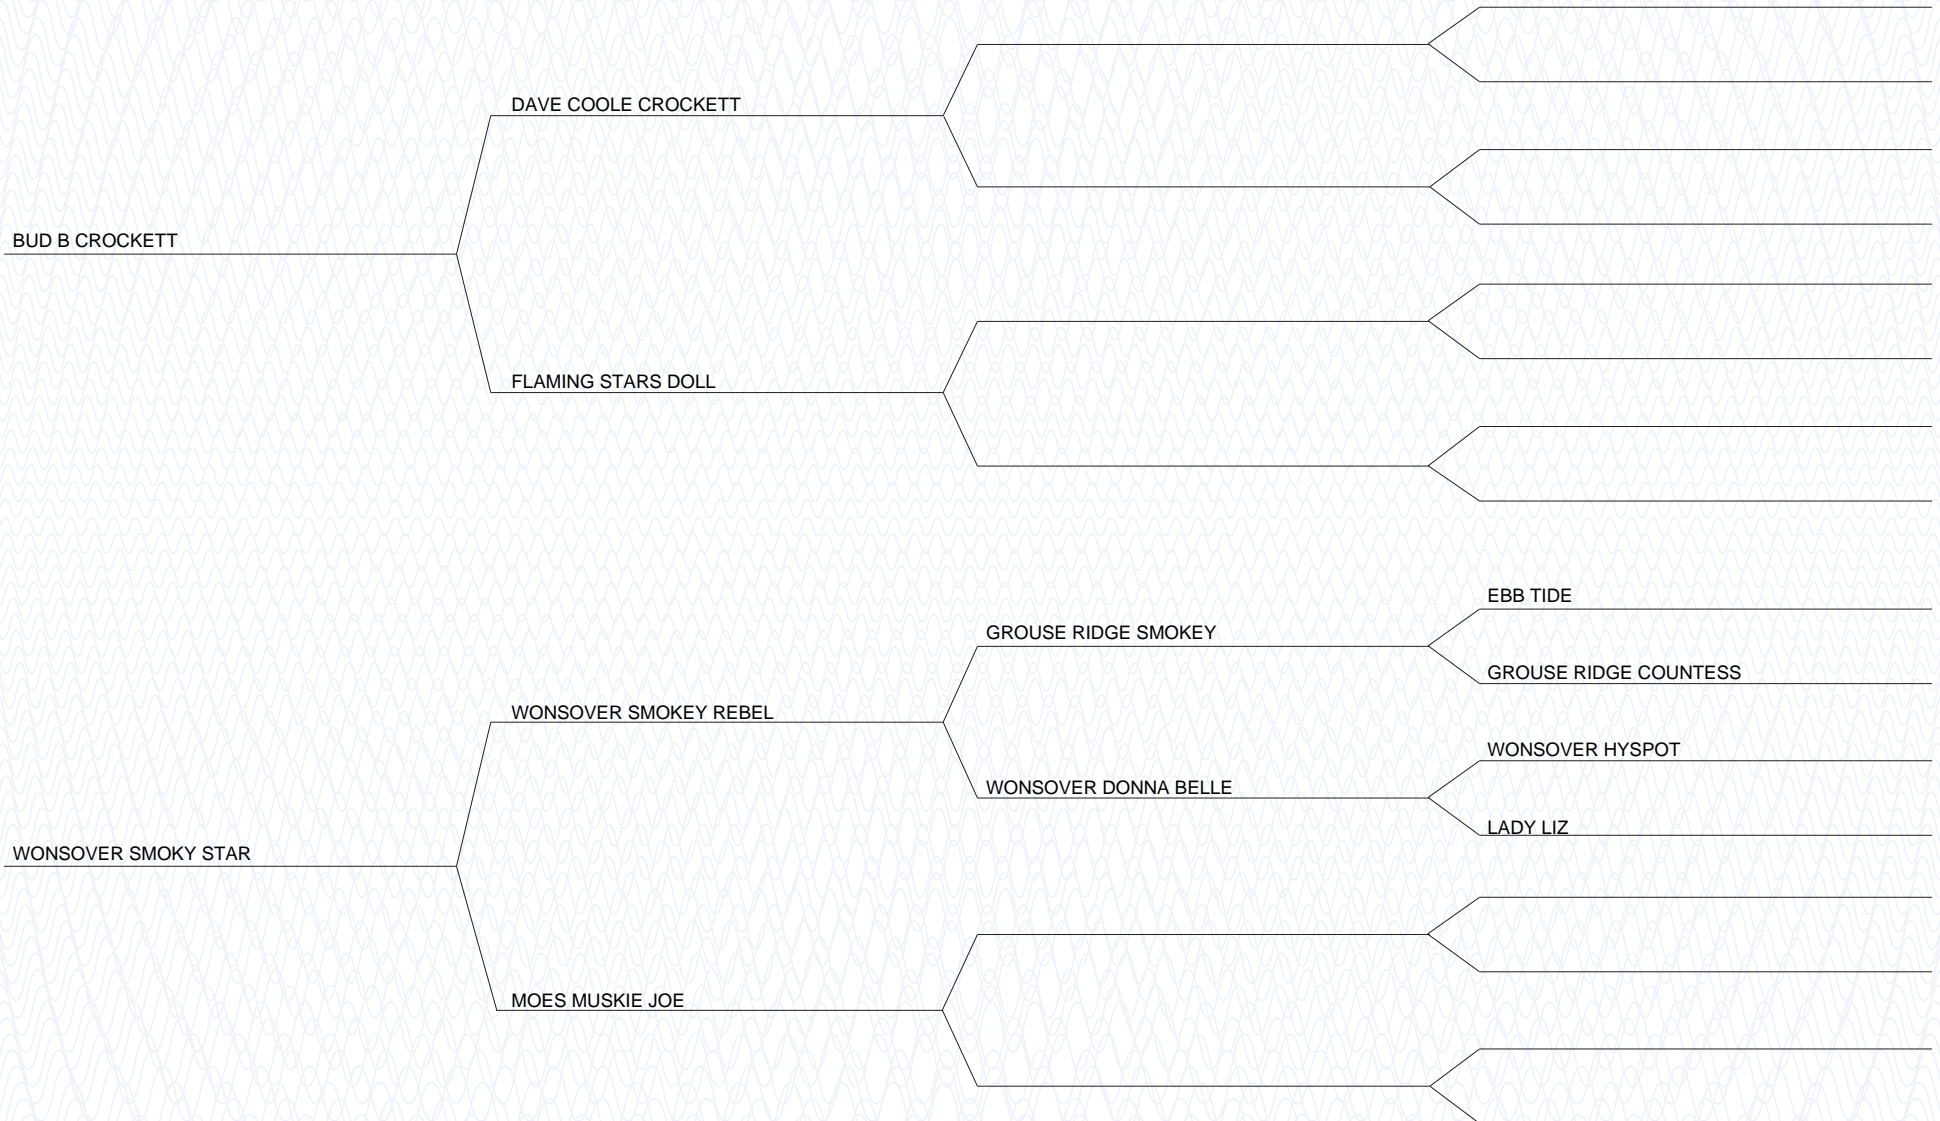 DAVE COOLE CROCKETT
BUD B CROCKETT
FLAMING STARS DOLL
EBB TIDE
GROUSE RIDGE SMOKEY
GROUSE RIDGE COUNTESS
WONSOVER SMOKEY REBEL
WONSOVER HYSPOT
WONSOVER DONNA BELLE
LADY LIZ
WONSOVER SMOKY STAR
MOES MUSKIE JOE